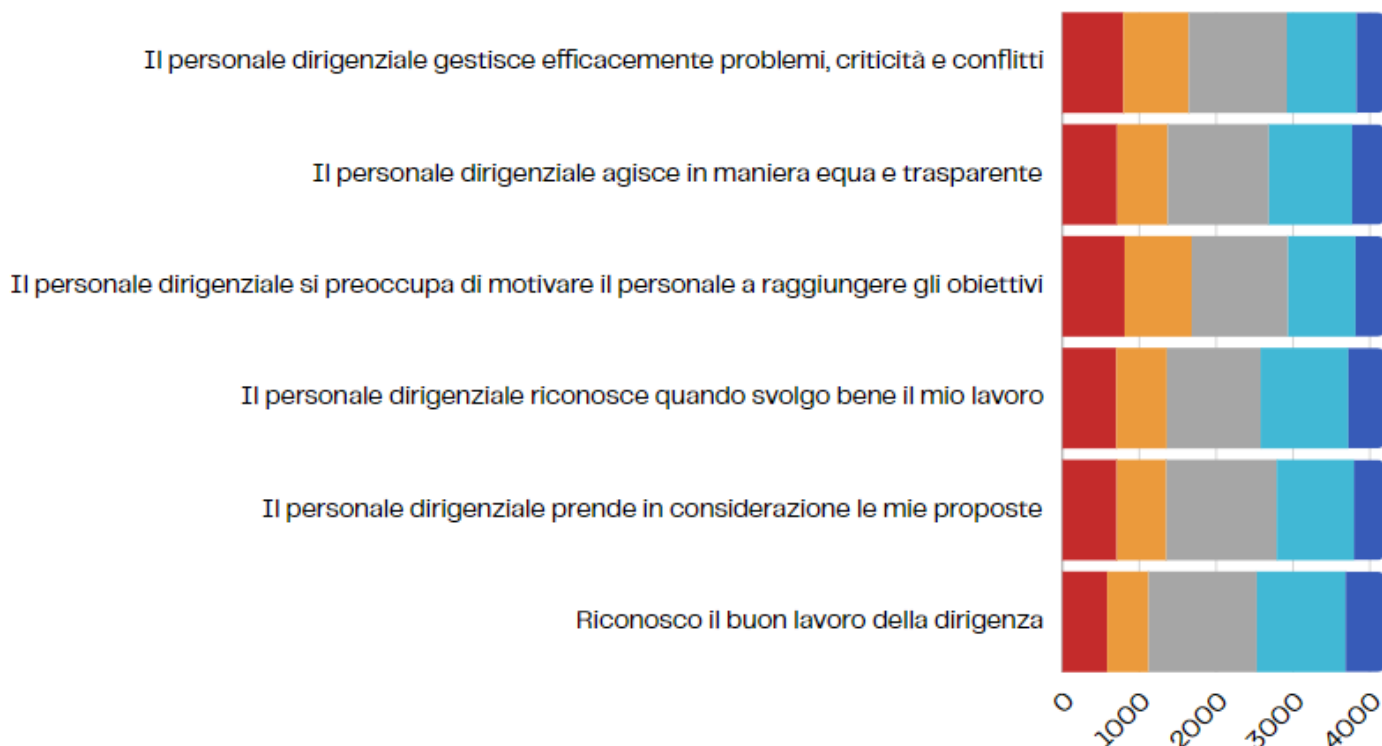 Il personale dirigenziale gestisce efficacemente problemi, criticità e conflitti
Il personale dirigenziale agisce in maniera equa e trasparente
Il personale dirigenziale si preoccupa di motivare il personale a raggiungere gli obiettivi
Il personale dirigenziale riconosce quando svolgo bene il mio lavoro
Il personale dirigenziale prende in considerazione le mie proposte
Riconosco il buon lavoro della dirigenza
0 1000 2000 3000 4000